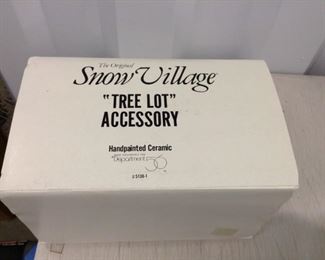 The Original
Snow Village
"TREE LOT"
ACCESSORY
Handpainted Ceramic
Department 56